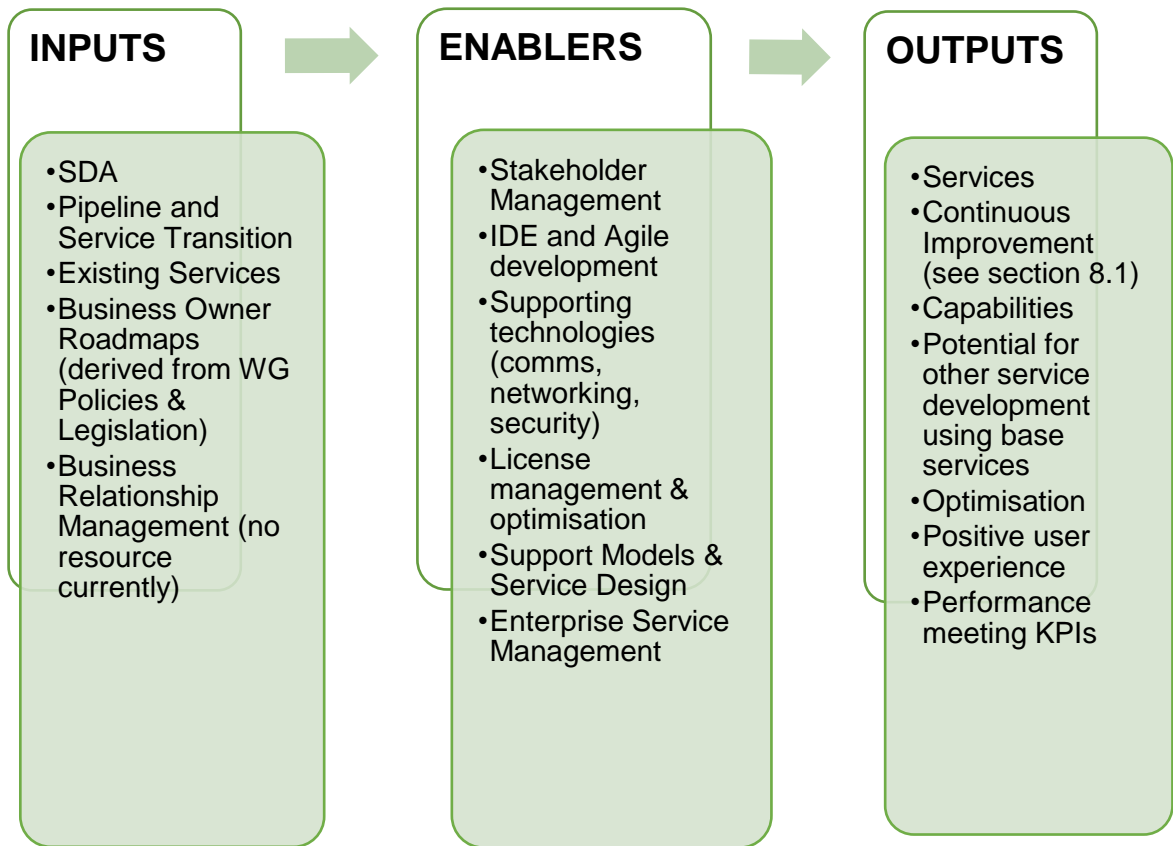 INPUTS
•SDA
•Pipeline and
Service Transition
•Existing Services
•Business Owner
Roadmaps
(derived from WG
Policies &
Legislation)
•Business
Relationship
Management (no
resource
currently)
ENABLERS
•Stakeholder
Management
•IDE and Agile
development
•Supporting
technologies
(comms,
networking,
security)
•License
management &
optimisation
•Support Models &
Service Design
•Enterprise Service
Management
OUTPUTS
•Services
•Continuous
Improvement
(see section 8.1)
•Capabilities
•Potential for
other service
development
using base
services
•Optimisation
•Positive user
experience
•Performance
meeting KPIs